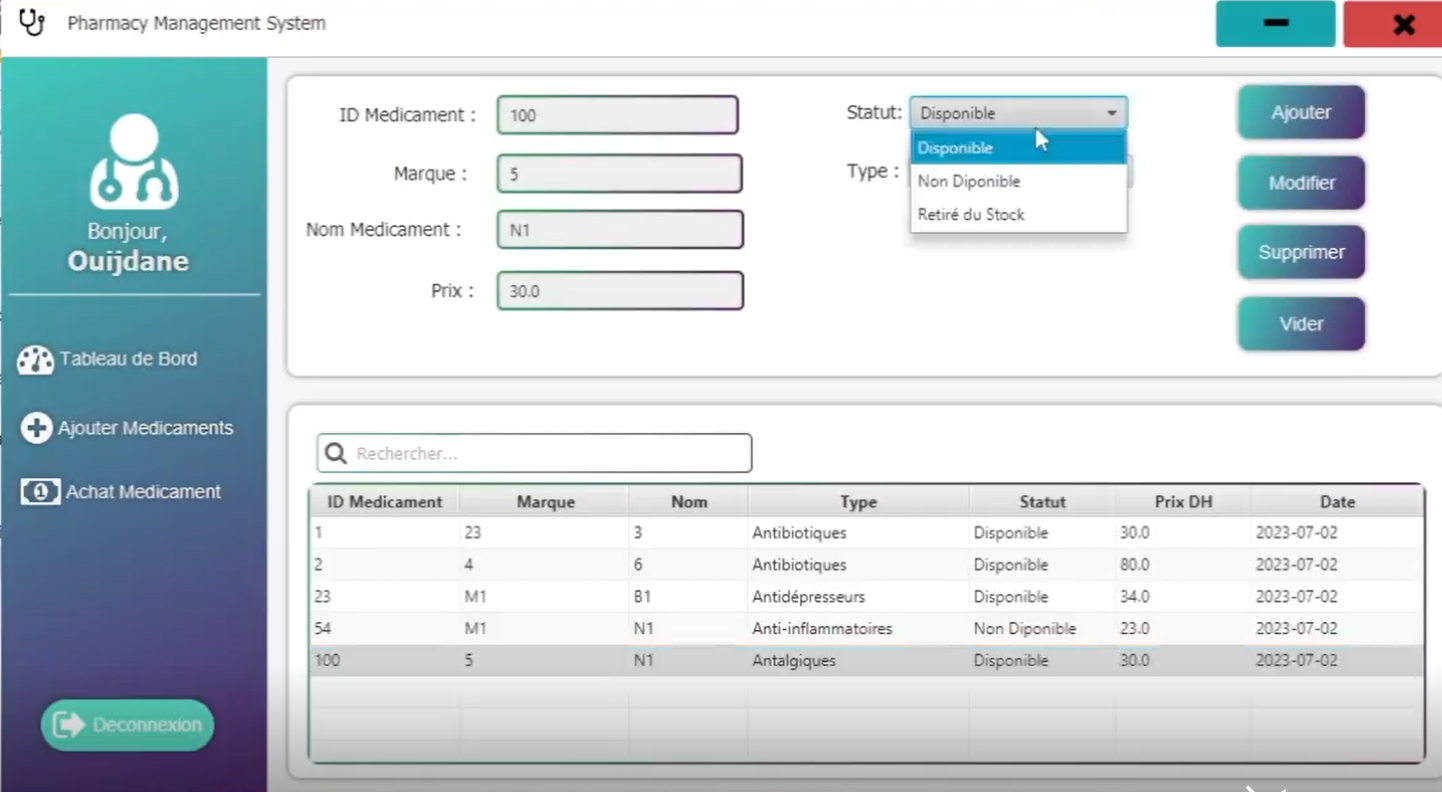 Pharmacy Management System
Bonjour,
Ouijdane
Tableau de Bord
Ajouter Medicaments
Achat Medicament
Deconnexion
ID Medicament : 100
Marque : 5
Nom Medicament : N1
Prix : 30.0
Statut: Disponible
Disponible
Non Diponible
Retiré du Stock
Type :
Ajouter
Modifier
Supprimer
Vider
Rechercher...
ID Medicament Marque Nom Type Statut Prix DH Date
1 23 3 Antibiotiques Disponible 30.0 2023-07-02
2 4 6 Antibiotiques Disponible 80.0 2023-07-02
23 M1 B1 Antidépresseurs Disponible 34.0 2023-07-02
54 M1 N1 Anti-inflammatoires Non Diponible 23.0 2023-07-02
100 5 N1 Antalgiques Disponible 30.0 2023-07-02